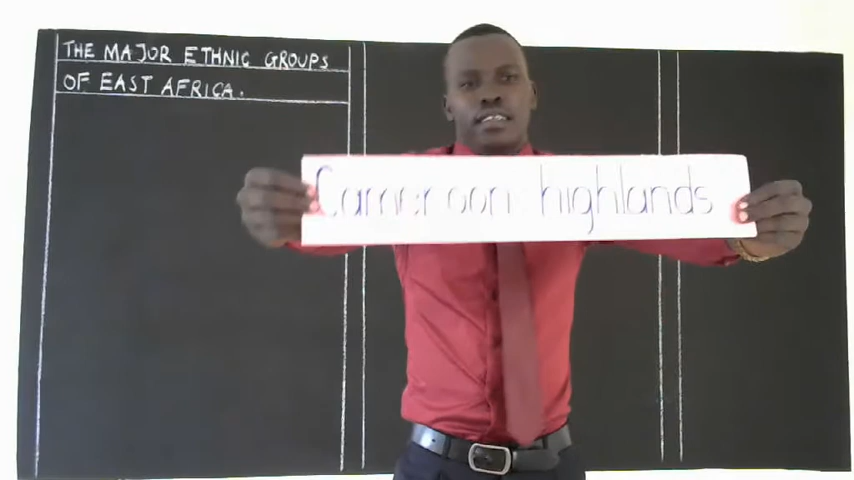 THE MAJOR ETHNIC GROUPS
OF EAST AFRICA.
Cameroon highlands